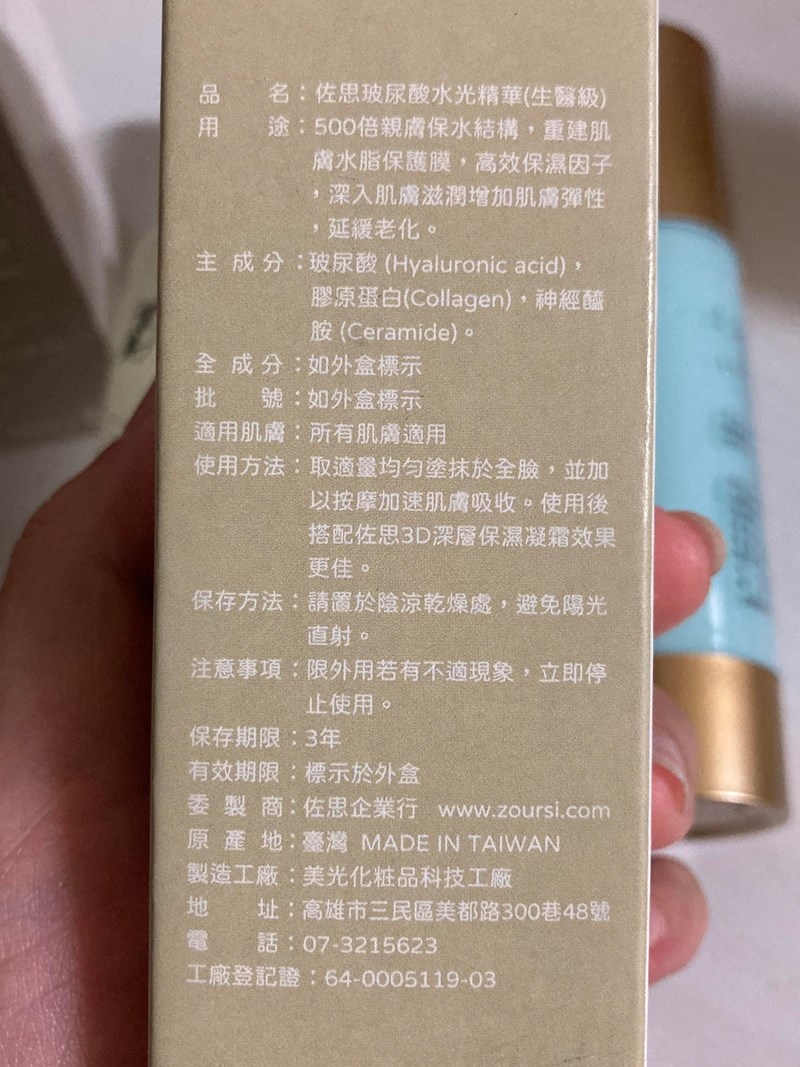 品　　名：佐思玻尿酸水光精華(生醫級)
用　　途：500倍親膚保水結構，重建肌
膚水脂保護膜，高效保濕因子
，深入肌膚滋潤增加肌膚彈性
，延緩老化。
主 成 分：玻尿酸 (Hyaluronic acid)，
膠原蛋白(Collagen)，神經醯
胺 (Ceramide)。
全 成 分：如外盒標示
批　　號：如外盒標示
適用肌膚：所有肌膚適用
使用方法：取適量均勻塗抹於全臉，並加
以按摩加速肌膚吸收。使用後
搭配佐思3D深層保濕凝霜效果
更佳。
保存方法：請置於陰涼乾燥處，避免陽光
直射。
注意事項：限外用若有不適現象，立即停
止使用。
保存期限：3年
有效期限：標示於外盒
委 製 商：佐思企業行 www.zoursi.com
原 產 地：臺灣 MADE IN TAIWAN
製造工廠：美光化粧品科技工廠
地　　址：高雄市三民區美都路300巷48號
電　　話：07-3215623
工廠登記證：64-0005119-03